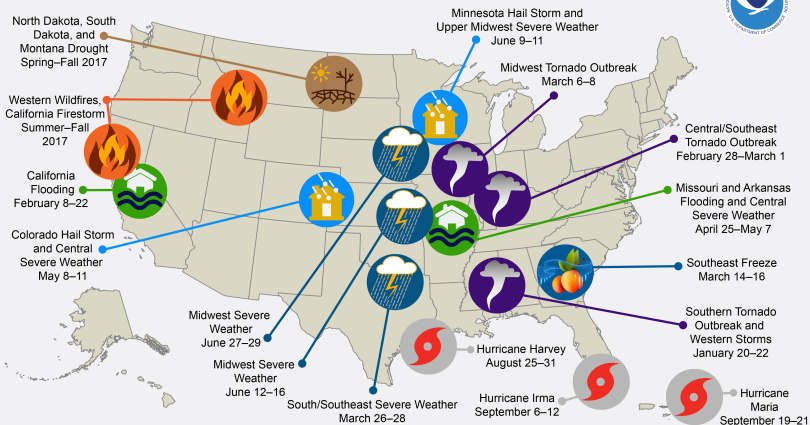 North Dakota, South
Dakota, and
Montana Drought
Spring–Fall 2017
Minnesota Hail Storm and
Upper Midwest Severe Weather
June 9–11
Midwest Tornado Outbreak
March 6–8
Western Wildfires,
California Firestorm
Summer–Fall
2017
Central/Southeast
Tornado Outbreak
February 28–March 1
California
Flooding
February 8–22
Missouri and Arkansas
Flooding and Central
Severe Weather
April 25–May 7
Colorado Hail Storm
and Central
Severe Weather
May 8–11
Southeast Freeze
March 14–16
Midwest Severe
Weather
June 27–29
Southern Tornado
Outbreak and
Western Storms
January 20–22
Midwest Severe
Weather
June 12–16
Hurricane Harvey
August 25–31
South/Southeast Severe Weather
March 26–28
Hurricane Irma
September 6–12
Hurricane
Maria
September 19–21
U.S. DEPARTMENT OF COMMERCE